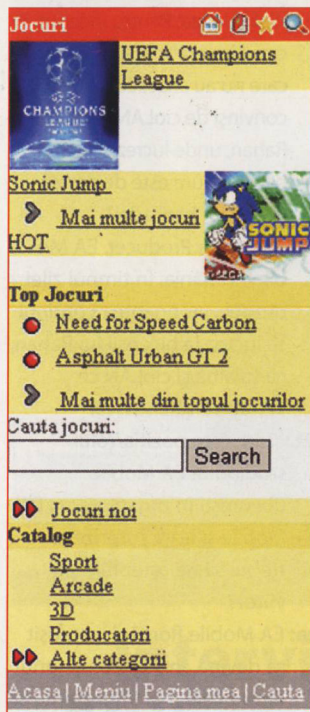 Jocuri
UEFA Champions
League
CHAMPIONS
LEAGUE
Sonic Jump
Mai multe jocuri
HOT
SONIC
JUMP
SEGA
Top Jocuri
Need for Speed Carbon
Asphalt Urban GT 2
Mai multe din topul jocurilor
Cauta jocuri:
Search
Jocuri noi
Catalog
Sport
Arcade
3D
Producatori
Alte categorii
Acasa | Meniu | Pagina mea | Cauta